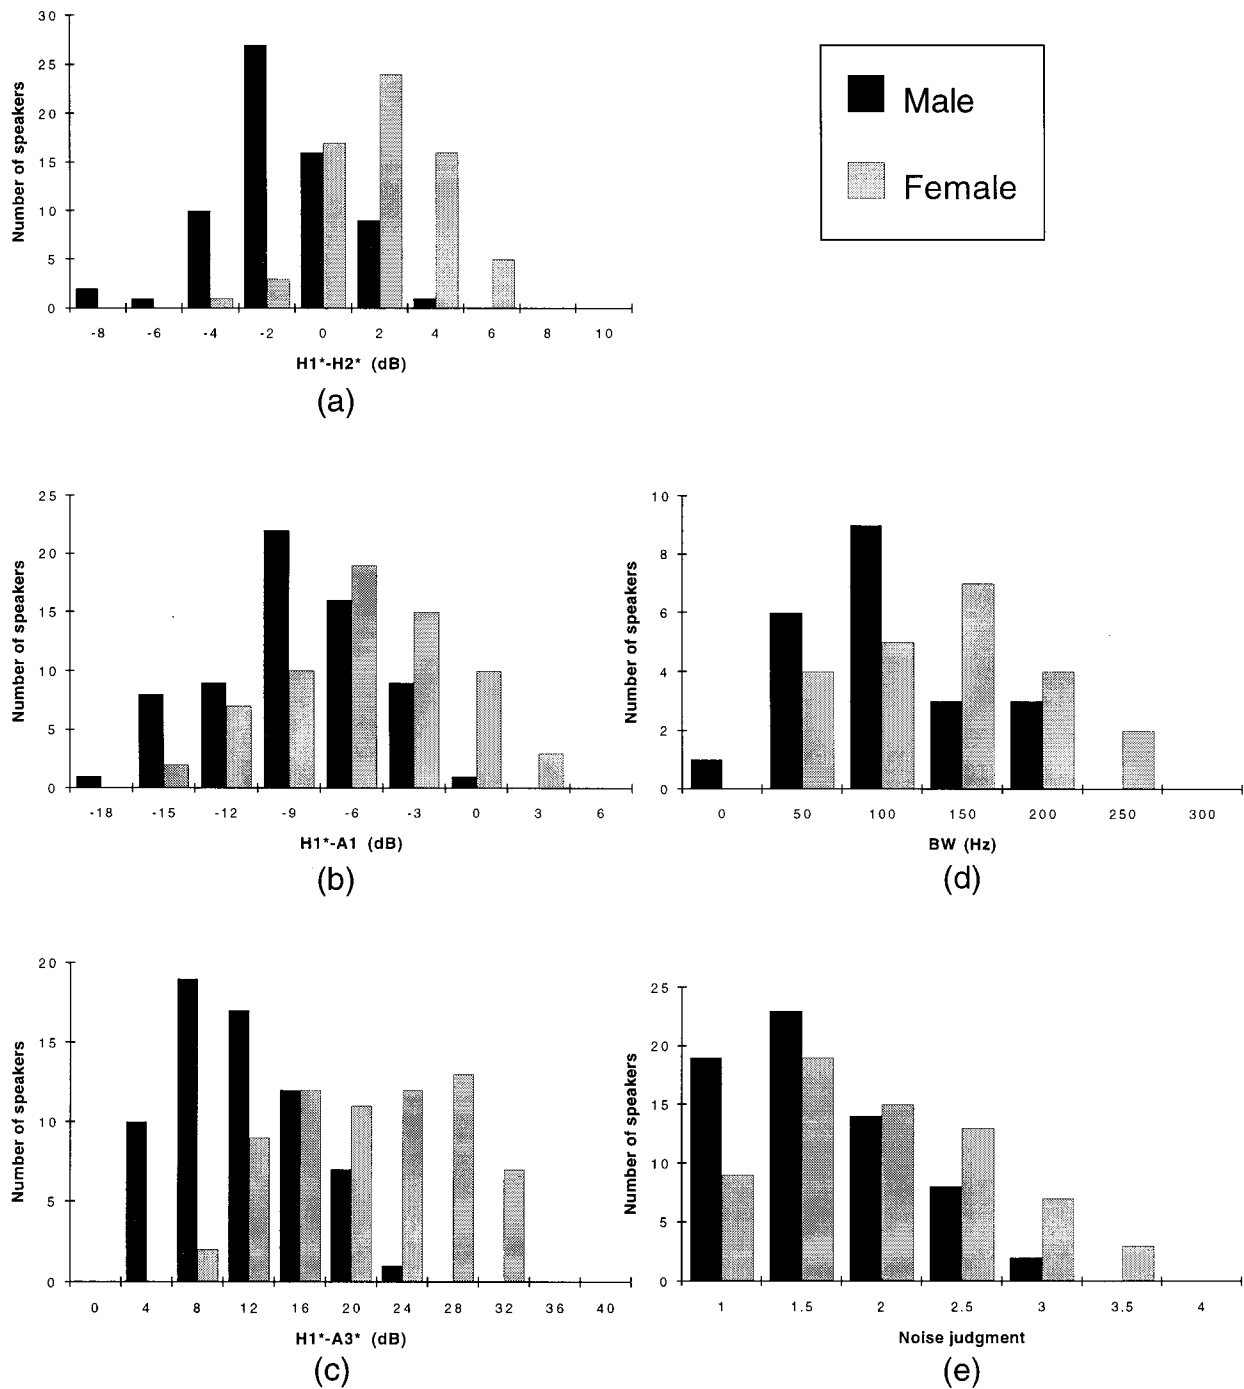 Male
Female
Number of speakers
30
25
20
15
10
5
0
-8 -6 -4 -2 0 2 4 6 8 10
H1*-H2* (dB)
(a)
Number of speakers
25
20
15
10
5
0
-18 -15 -12 -9 -6 -3 0 3 6
H1*-A1 (dB)
(b)
Number of speakers
10
8
6
4
2
0
0 50 100 150 200 250 300
BW (Hz)
(d)
Number of speakers
20
15
10
5
0
0 4 8 12 16 20 24 28 32 36 40
H1*-A3* (dB)
(c)
Number of speakers
25
20
15
10
5
0
1 1.5 2 2.5 3 3.5 4
Noise judgment
(e)